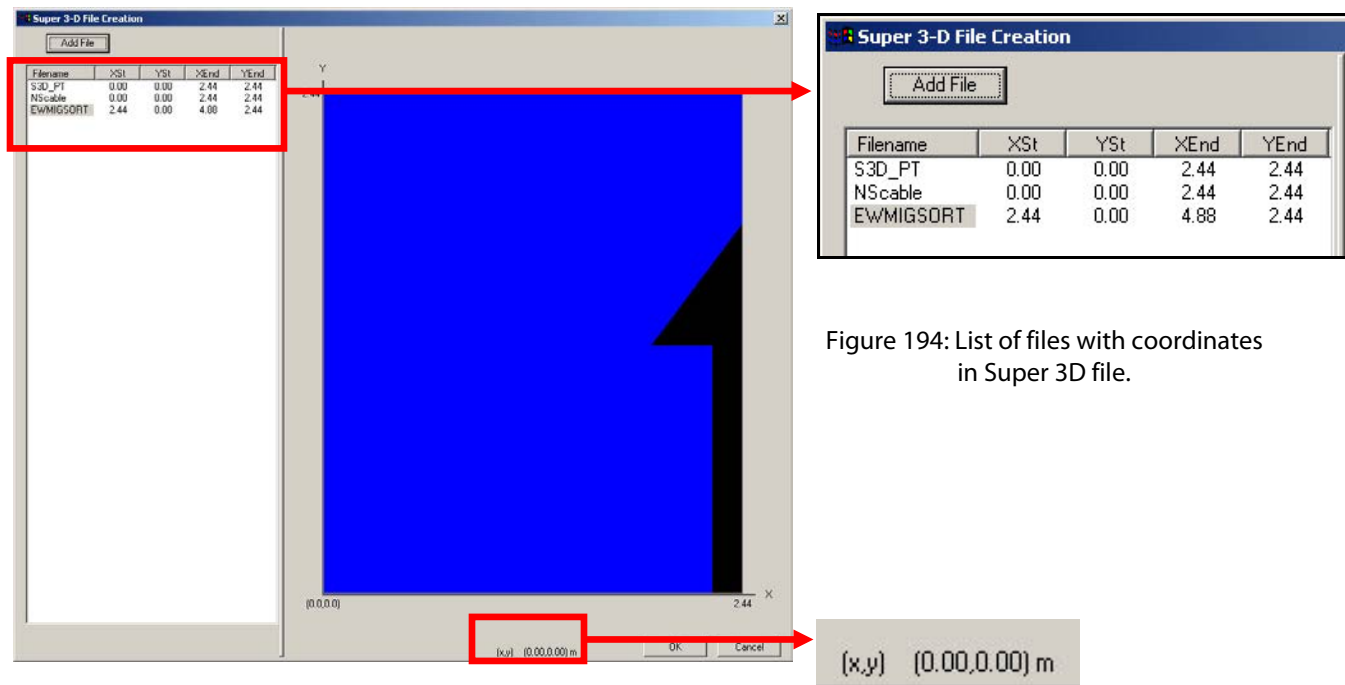 Super 3-D File Creation
Add File
Filename XSt YSt XEnd YEnd
S3D_PT 0.00 0.00 2.44 2.44
NScable 0.00 0.00 2.44 2.44
EWMIGSORT 2.44 0.00 4.88 2.44
Y
2.44
(0.0,0.0)
2.44
X
(x,y) (0.00,0.00) m
OK
Cancel
Super 3-D File Creation
Add File
Filename XSt YSt XEnd YEnd
S3D_PT 0.00 0.00 2.44 2.44
NScable 0.00 0.00 2.44 2.44
EWMIGSORT 2.44 0.00 4.88 2.44
Figure 194: List of files with coordinates
in Super 3D file.
(x,y) (0.00,0.00) m